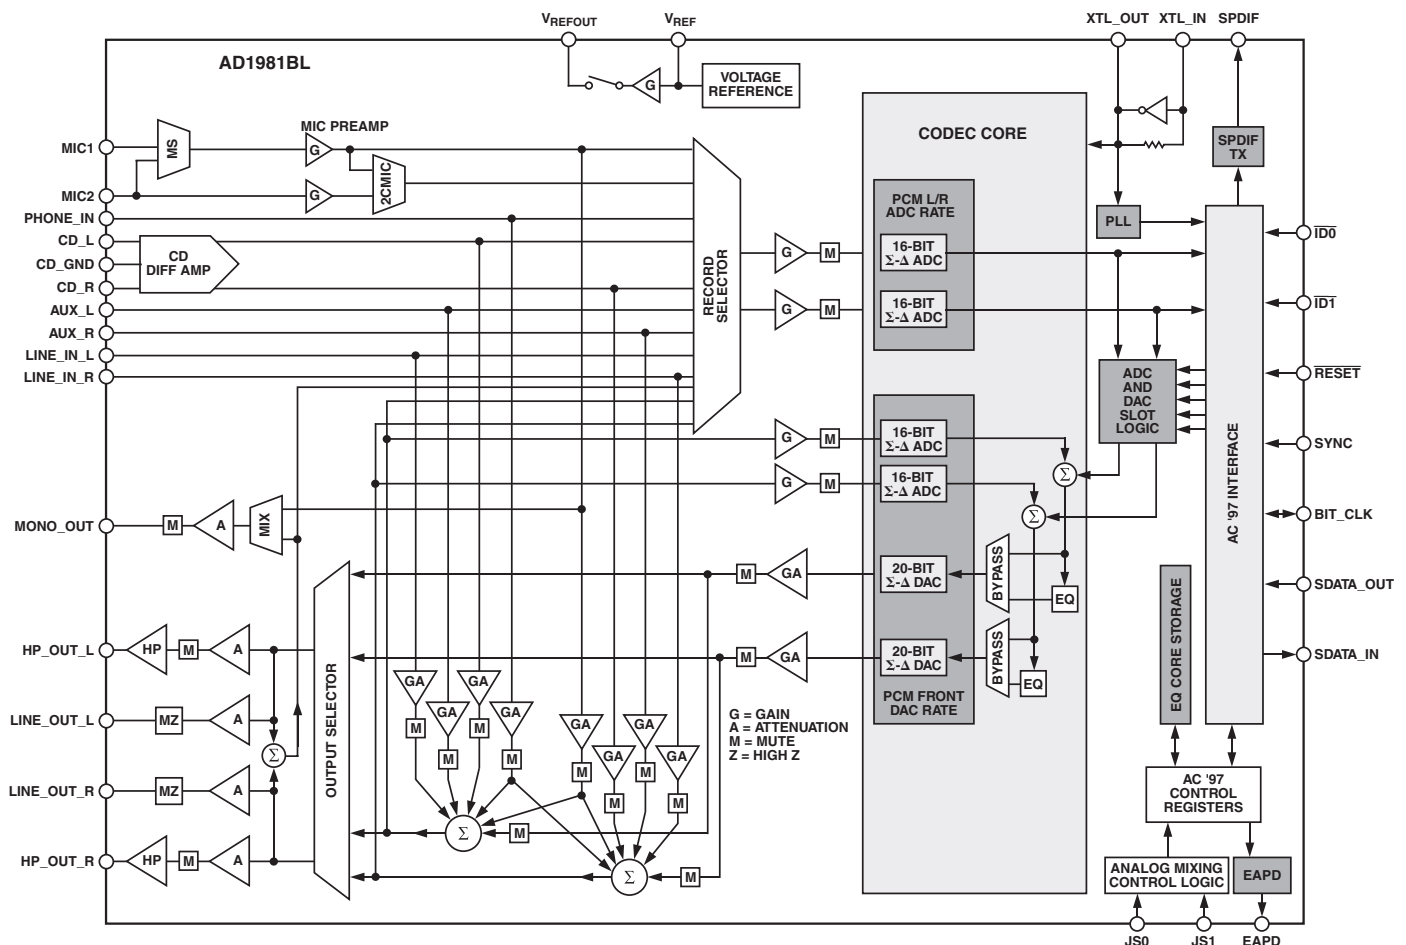 V_REFOUT
V_REF
XTL_OUT
XTL_IN
SPDIF
AD1981BL
G
VOLTAGE
REFERENCE
CODEC CORE
SPDIF
TX
MIC PREAMP
MIC1
MS
G
2CMIC
MIC2
G
PHONE_IN
CD_L
CD_GND
CD
DIFF AMP
CD_R
AUX_L
AUX_R
LINE_IN_L
LINE_IN_R
RECORD
SELECTOR
G
M
G
M
PCM L/R
ADC RATE
16-BIT
Σ-Δ ADC
16-BIT
Σ-Δ ADC
PLL
ID0
ID1
RESET
SYNC
BIT_CLK
SDATA_OUT
SDATA_IN
ADC
AND
DAC
SLOT
LOGIC
AC '97 INTERFACE
G
M
16-BIT
Σ-Δ ADC
G
M
16-BIT
Σ-Δ ADC
Σ
Σ
MONO_OUT
M
A
MIX
M
GA
20-BIT
Σ-Δ DAC
BYPASS
EQ
M
GA
20-BIT
Σ-Δ DAC
BYPASS
EQ
PCM FRONT
DAC RATE
EQ CORE STORAGE
HP_OUT_L
HP
M
A
LINE_OUT_L
MZ
A
Σ
LINE_OUT_R
MZ
A
HP_OUT_R
HP
M
A
OUTPUT SELECTOR
GA
M
GA
M
GA
M
GA
M
GA
M
GA
M
GA
M
GA
M
G = GAIN
A = ATTENUATION
M = MUTE
Z = HIGH Z
Σ
M
Σ
M
AC '97
CONTROL
REGISTERS
ANALOG MIXING
CONTROL LOGIC
EAPD
JS0
JS1
EAPD